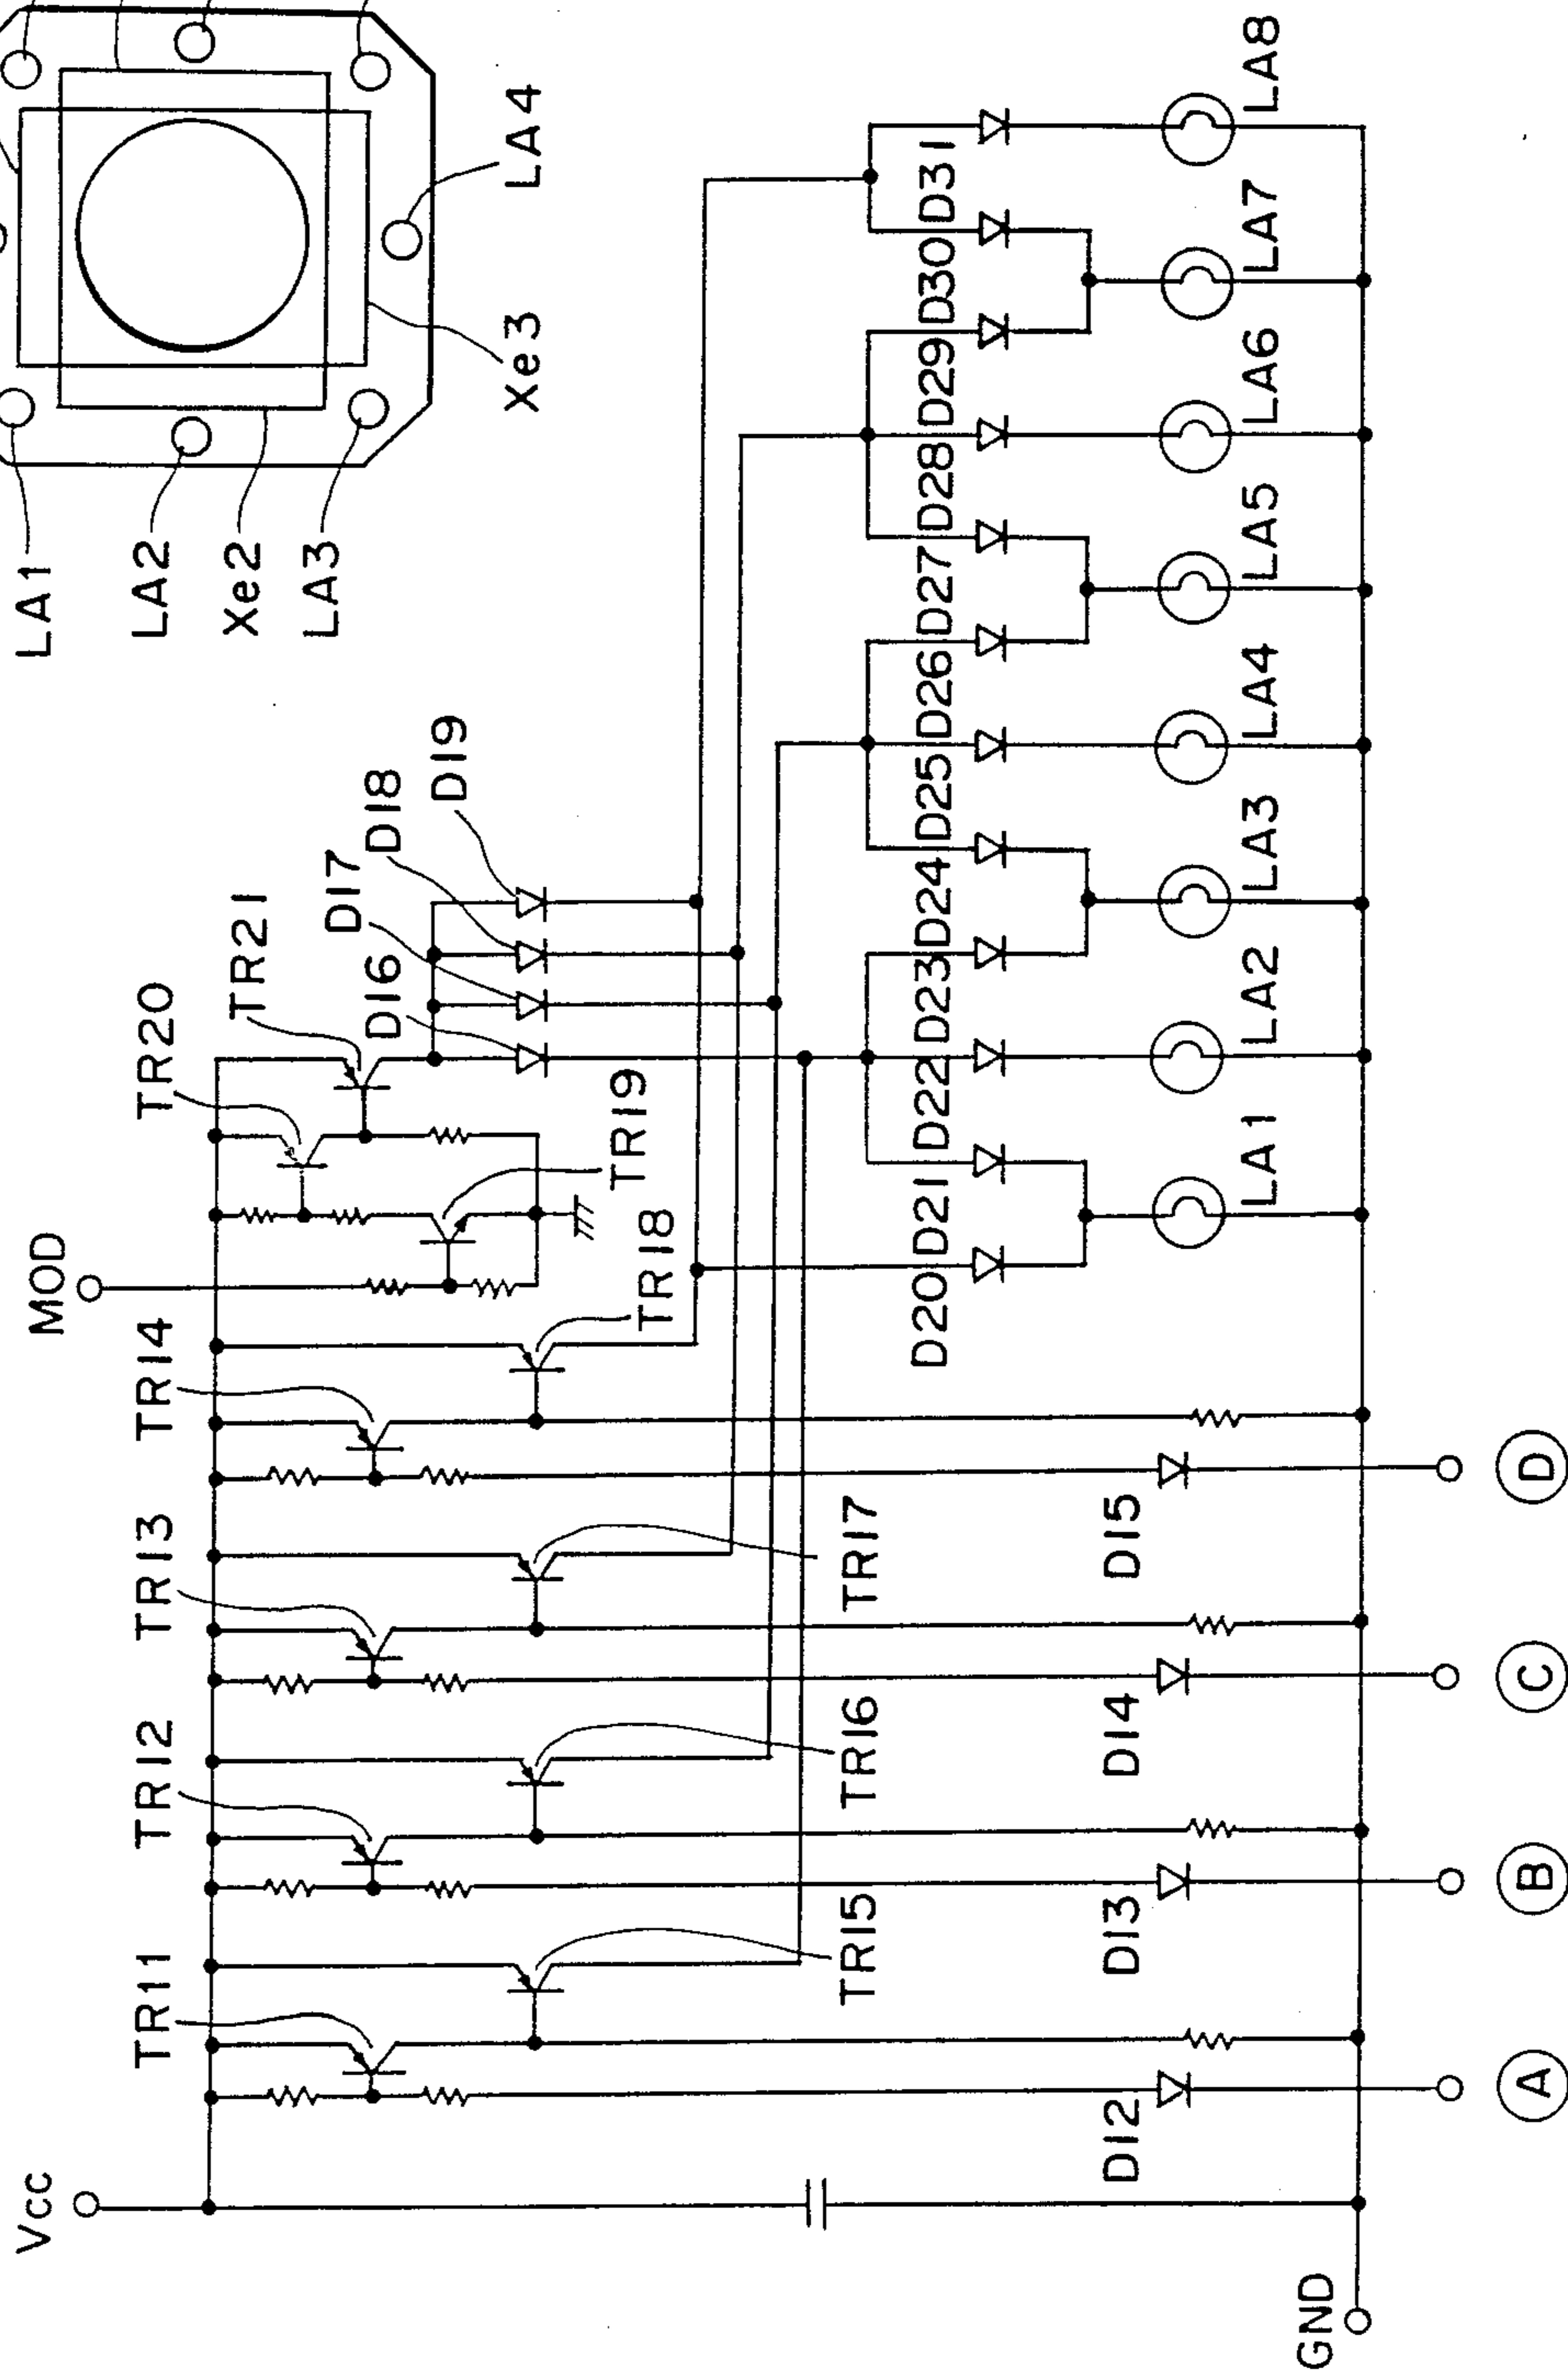 LA1
LA2
Xe2
LA3
Xe3
LA4
Vcc
MOD
TR11
TR12
TR13
TR14
TR20
TR21
D16
D17
D18
D19
TR18
TR19
TR15
TR16
TR17
D20
D21
D22
D23
D24
D25
D26
D27
D28
D29
D30
D31
D12
D13
D14
D15
LA1
LA2
LA3
LA4
LA5
LA6
LA7
LA8
GND
A
B
C
D